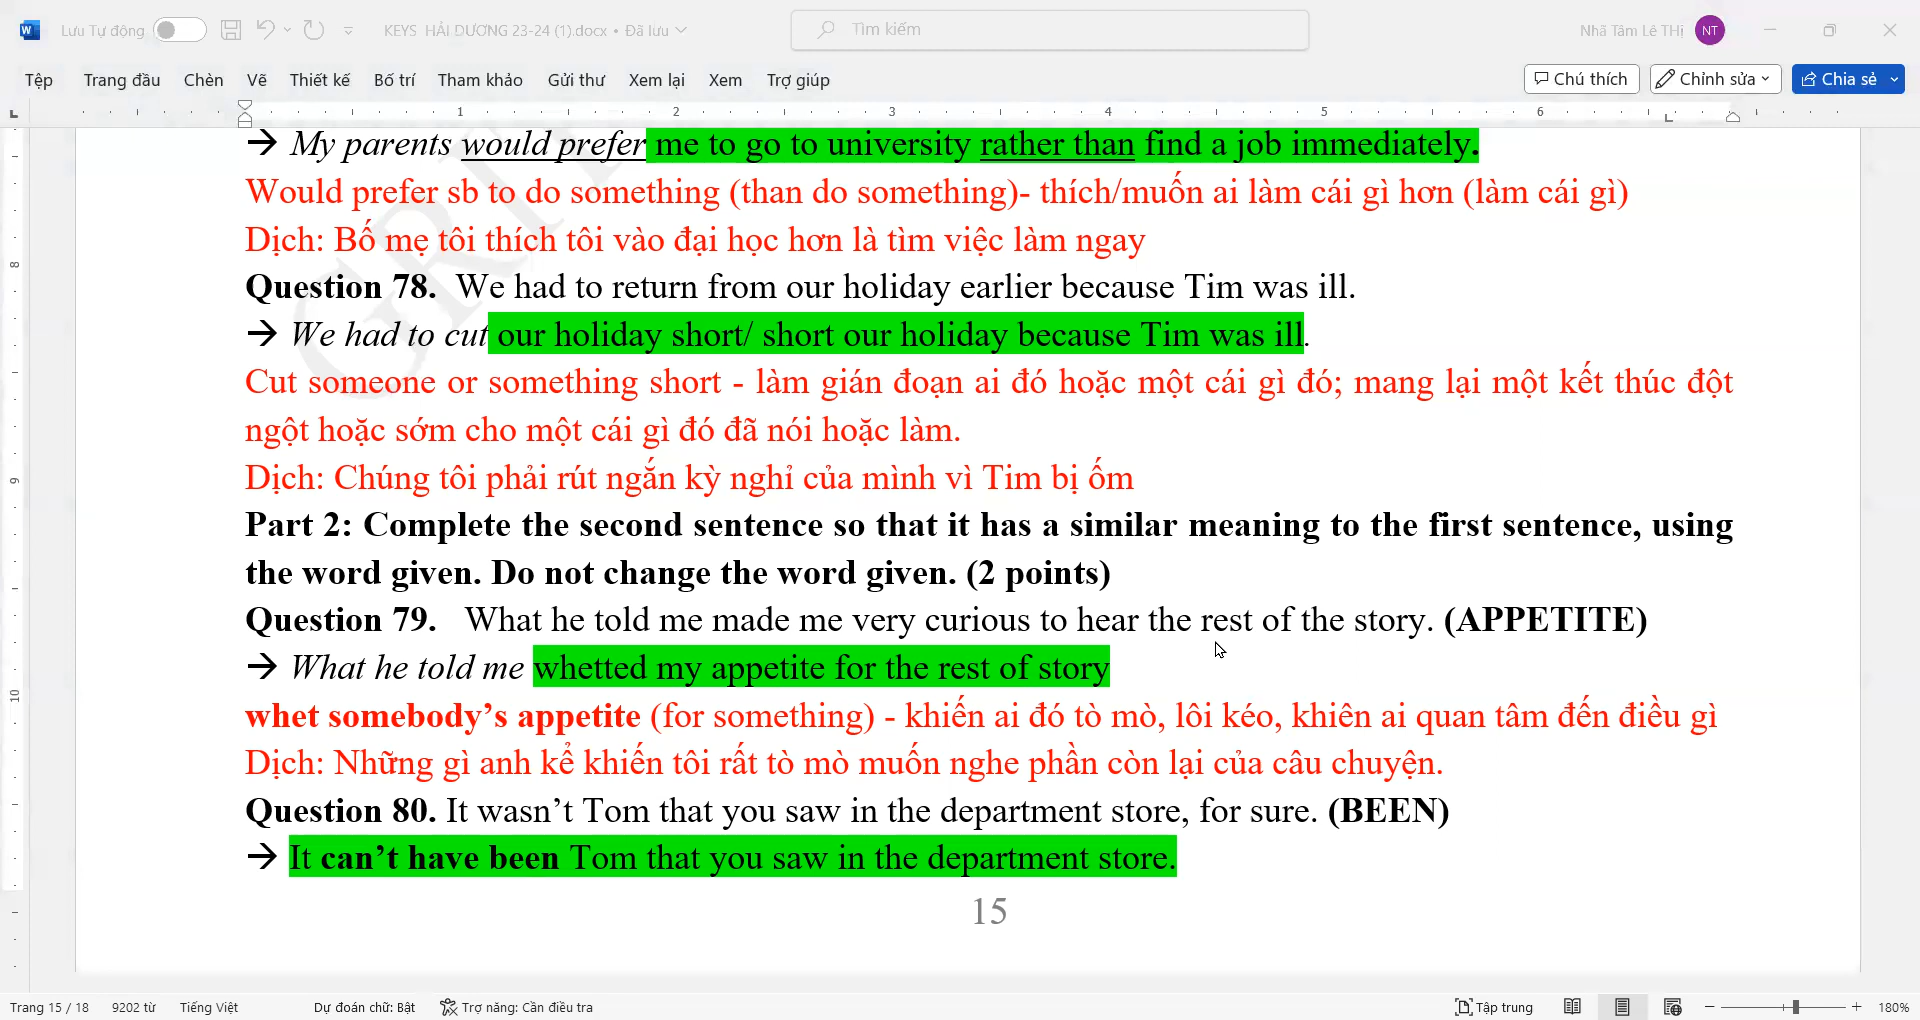 Lưu Tự động
KEYS HẢI DƯƠNG 23-24 (1).docx • Đã lưu
Tìm kiếm
Nhã Tâm Lê THị
NT
Tệp Trang đầu Chèn Vẽ Thiết kế Bố trí Tham khảo Gửi thư Xem lại Xem Trợ giúp
Chú thích
Chỉnh sửa
Chia sẻ
1 2 3 4 5 6
→ My parents would prefer me to go to university rather than find a job immediately.
Would prefer sb to do something (than do something)- thích/muốn ai làm cái gì hơn (làm cái gì)
Dịch: Bố mẹ tôi thích tôi vào đại học hơn là tìm việc làm ngay
8
Question 78. We had to return from our holiday earlier because Tim was ill.
→ We had to cut our holiday short/ short our holiday because Tim was ill.
Cut someone or something short - làm gián đoạn ai đó hoặc một cái gì đó; mang lại một kết thúc đột
ngột hoặc sớm cho một cái gì đó đã nói hoặc làm.
9
Dịch: Chúng tôi phải rút ngắn kỳ nghỉ của mình vì Tim bị ốm
Part 2: Complete the second sentence so that it has a similar meaning to the first sentence, using
the word given. Do not change the word given. (2 points)
Question 79. What he told me made me very curious to hear the rest of the story. (APPETITE)
→ What he told me whetted my appetite for the rest of story
10
whet somebody's appetite (for something) - khiến ai đó tò mò, lôi kéo, khiên ai quan tâm đến điều gì
Dịch: Những gì anh kể khiến tôi rất tò mò muốn nghe phần còn lại của câu chuyện.
Question 80. It wasn't Tom that you saw in the department store, for sure. (BEEN)
→ It can't have been Tom that you saw in the department store.
15
Trang 15 / 18 9202 từ Tiếng Việt Dự đoán chữ: Bật Trợ năng: Cần điều tra
Tập trung
180%